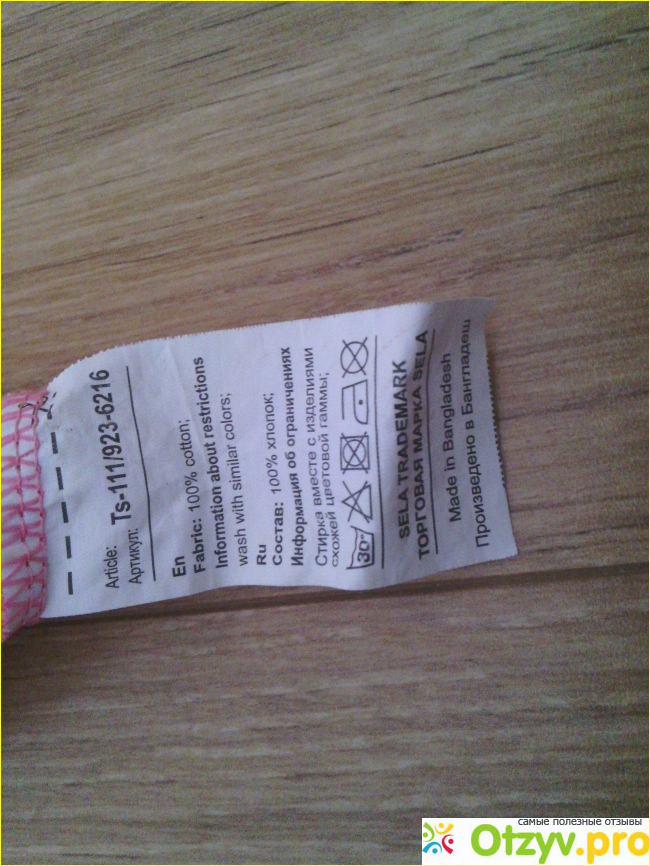 Article:
Артикул: Ts-111/923-6216
En
Fabric: 100% cotton;
Information about restrictions
wash with similar colors;
Ru
Состав: 100% хлопок;
Информация об ограничениях
Стирка вместе с изделиями
схожей цветовой гаммы;
30°
SELA TRADEMARK
ТОРГОВАЯ МАРКА SELA
Made in Bangladesh
Произведено в Бангладеш
самые полезные отзывы
Otzyv.pro